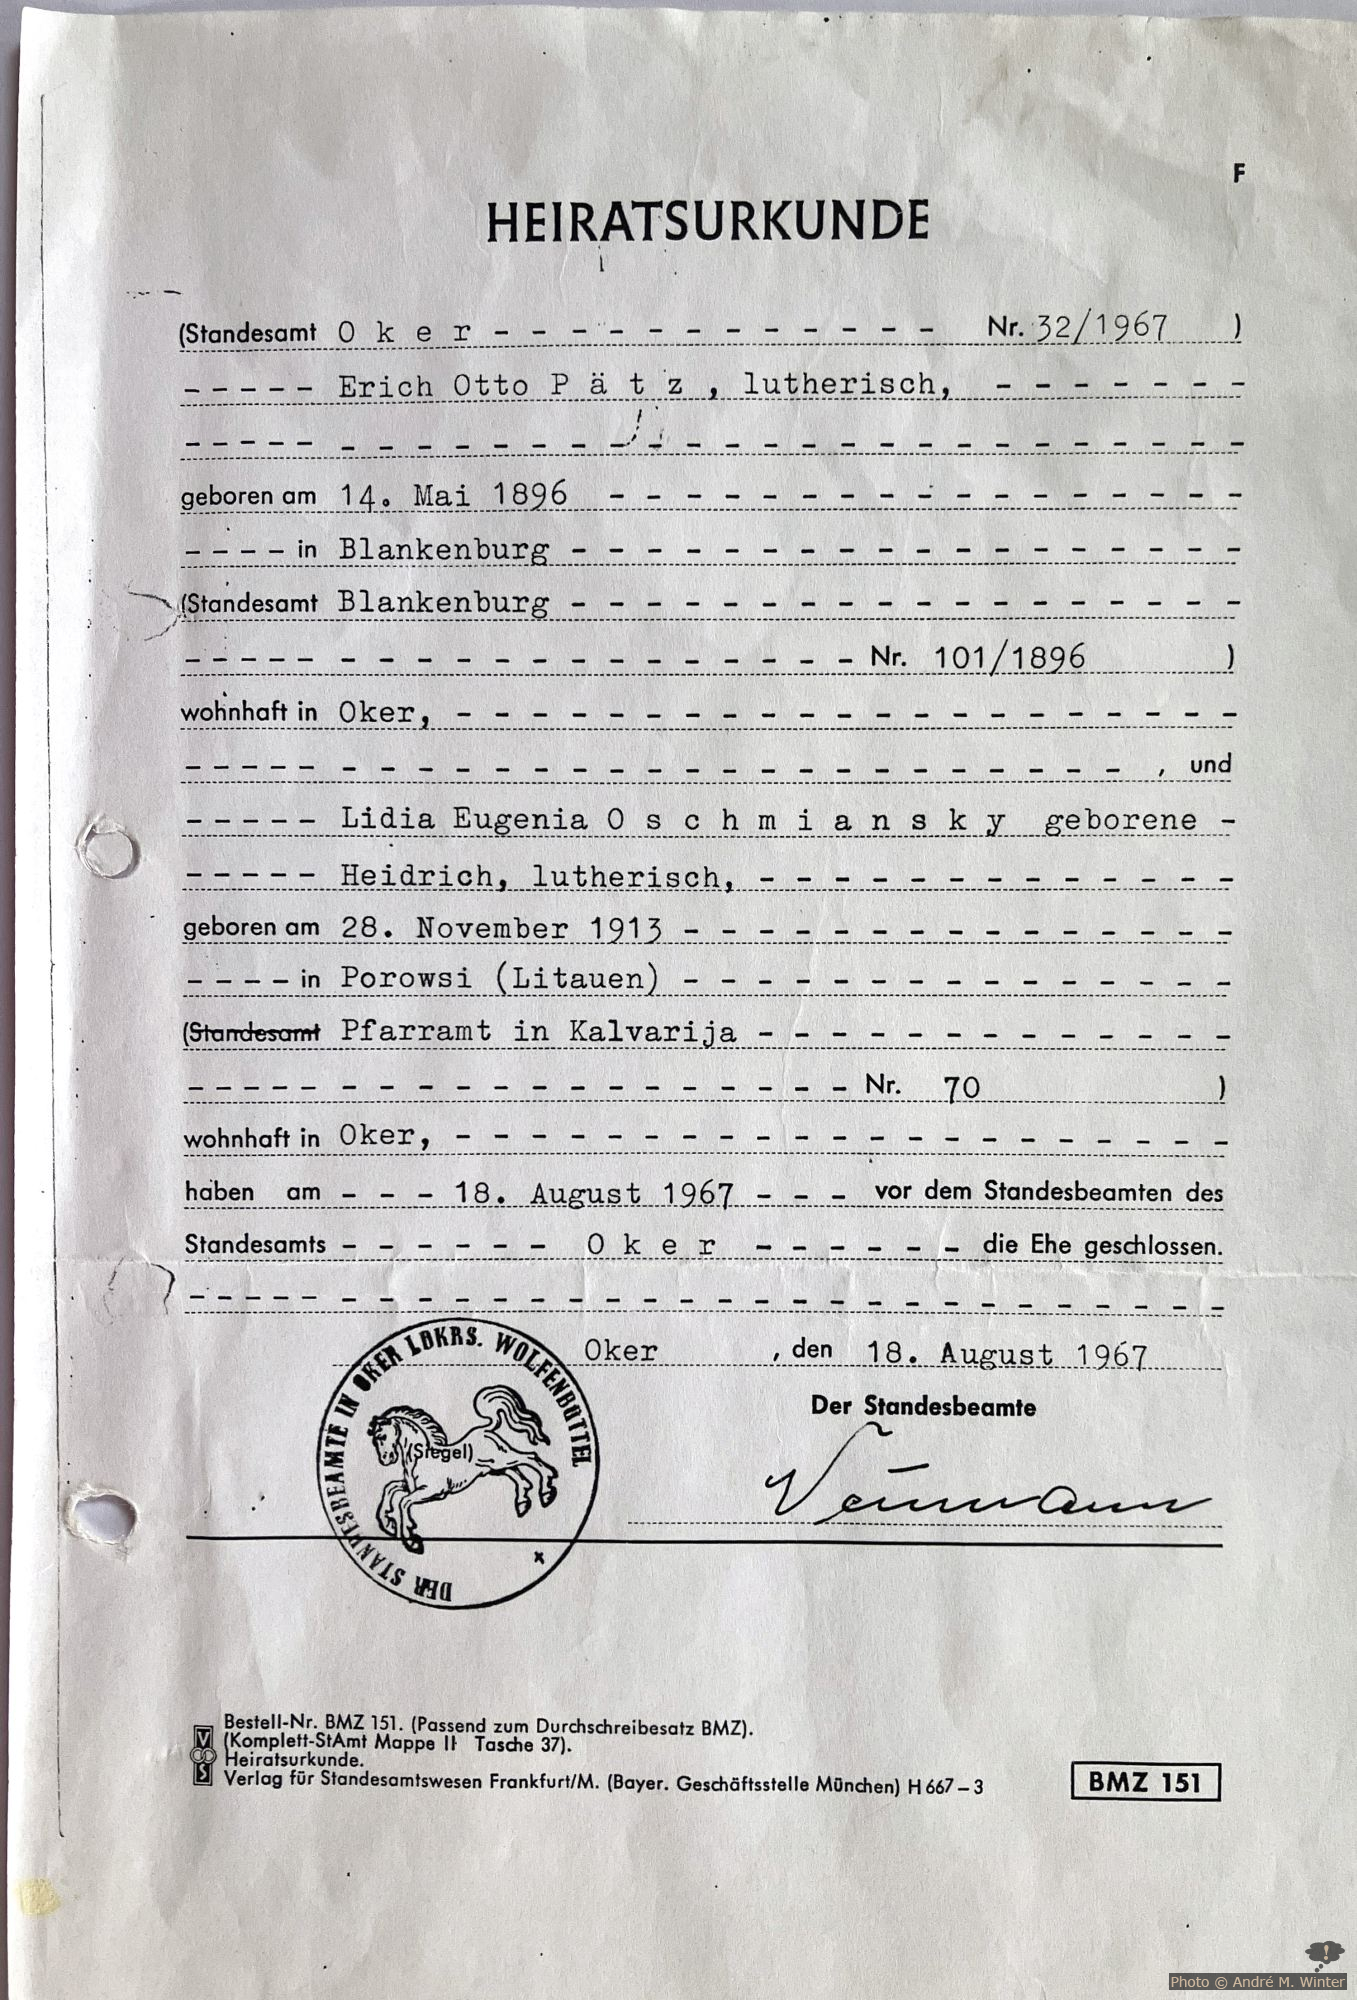 F
HEIRATSURKUNDE
(Standesamt O k e r - - - - - - - - - - - - Nr. 32/1967 )
- - - - - Erich Otto P ä t z , lutherisch, - - - - - - -
- - - - - - - - - - - - - - - - - - - - - - - - - - - - -
geboren am 14. Mai 1896 - - - - - - - - - - - - - - - - -
- - - - in Blankenburg - - - - - - - - - - - - - - - - - -
(Standesamt Blankenburg - - - - - - - - - - - - - - - - - -
- - - - - - - - - - - - - - - - - - - Nr. 101/1896 )
wohnhaft in Oker, - - - - - - - - - - - - - - - - - - - - -
- - - - - - - - - - - - - - - - - - - - - - - - - - , und
- - - - - Lidia Eugenia O s c h m i a n s k y geborene -
- - - - - Heidrich, lutherisch, - - - - - - - - - - - - -
geboren am 28. November 1913 - - - - - - - - - - - - - - -
- - - - in Porowsi (Litauen) - - - - - - - - - - - - - - -
(Standesamt Pfarramt in Kalvarija - - - - - - - - - - - - -
- - - - - - - - - - - - - - - - - - - Nr. 70 )
wohnhaft in Oker, - - - - - - - - - - - - - - - - - - - - -
haben am - - - 18. August 1967 - - - vor dem Standesbeamten des
Standesamts - - - - - - O k e r - - - - - - die Ehe geschlossen.
- - - - - - - - - - - - - - - - - - - - - - - - - - - - -
Oker , den 18. August 1967
DER STANDESBEAMTE IN OKER LDKRS. WOLFENBÜTTEL
(Siegel)
Der Standesbeamte
Neumann
Bestell-Nr. BMZ 151. (Passend zum Durchschreibesatz BMZ).
(Komplett-StAmt Mappe II Tasche 37).
Heiratsurkunde.
Verlag für Standesamtswesen Frankfurt/M. (Bayer. Geschäftsstelle München) H 667-3
V
S
BMZ 151
Photo © André M. Winter